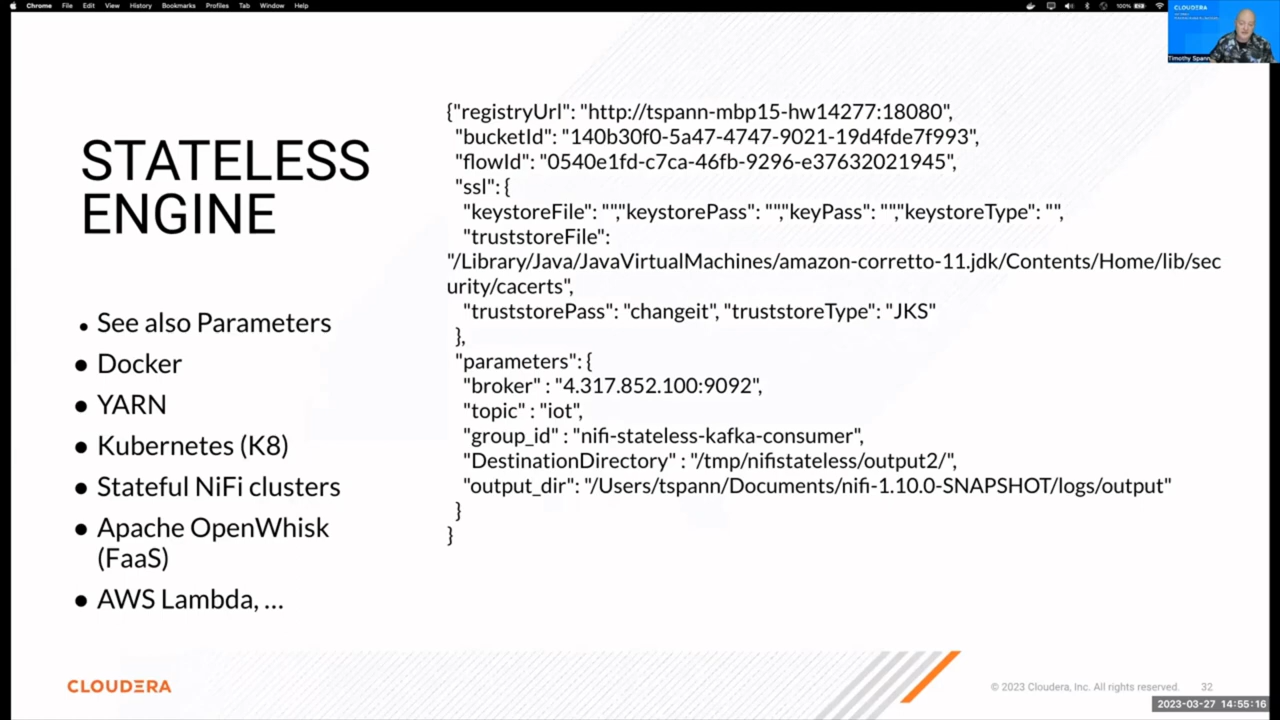 Chrome File Edit View History Bookmarks Profiles Tab Window Help
100%
CLOUDERA
Timothy Spann
STATELESS
ENGINE
• See also Parameters
● Docker
● YARN
● Kubernetes (K8)
● Stateful NiFi clusters
● Apache OpenWhisk
(FaaS)
● AWS Lambda, …
{"registryUrl": "http://tspann-mbp15-hw14277:18080",
"bucketId": "140b30f0-5a47-4747-9021-19d4fde7f993",
"flowId": "0540e1fd-c7ca-46fb-9296-e37632021945",
"ssl": {
"keystoreFile": "","keystorePass": "","keyPass": "","keystoreType": "",
"truststoreFile":
"/Library/Java/JavaVirtualMachines/amazon-corretto-11.jdk/Contents/Home/lib/sec
urity/cacerts",
"truststorePass": "changeit", "truststoreType": "JKS"
},
"parameters": {
"broker" : "4.317.852.100:9092",
"topic" : "iot",
"group_id" : "nifi-stateless-kafka-consumer",
"DestinationDirectory" : "/tmp/nifistateless/output2/",
"output_dir": "/Users/tspann/Documents/nifi-1.10.0-SNAPSHOT/logs/output"
}
}
CLOUDERA
© 2023 Cloudera, Inc. All rights reserved. 32
2023-03-27 14:55:16